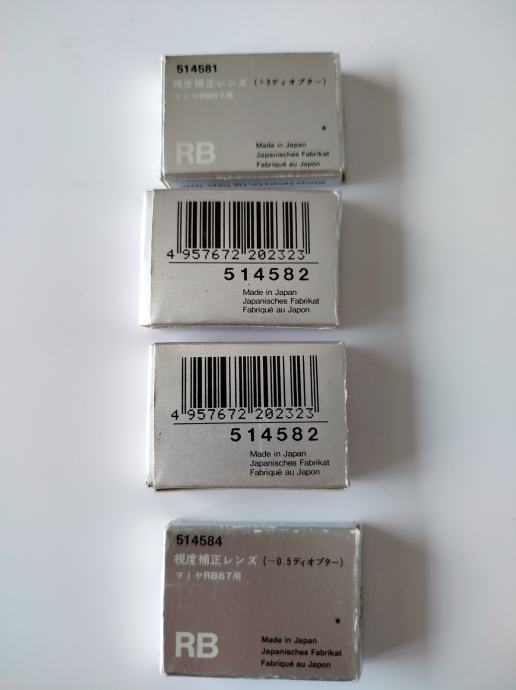 514581
視度補正レンズ (+3ディオプター)
マミヤRB67用
★
RB
Made in Japan
Japanisches Fabrikat
Fabriqué au Japon
4 957672 202323
514582
Made in Japan
Japanisches Fabrikat
Fabriqué au Japon
4 957672 202323
514582
Made in Japan
Japanisches Fabrikat
Fabriqué au Japon
514584
視度補正レンズ (−0.5ディオプター)
マミヤRB67用
★
RB
Made in Japan
Japanisches Fabrikat
Fabriqué au Japon